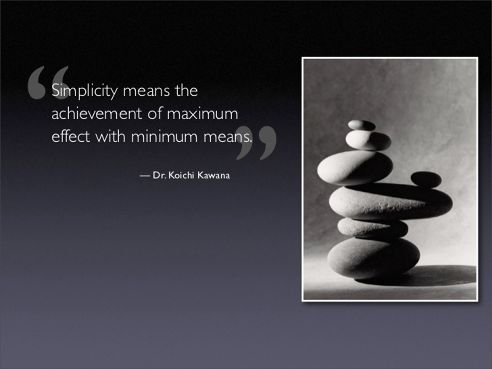 “Simplicity means the
achievement of maximum
effect with minimum means.”
— Dr. Koichi Kawana